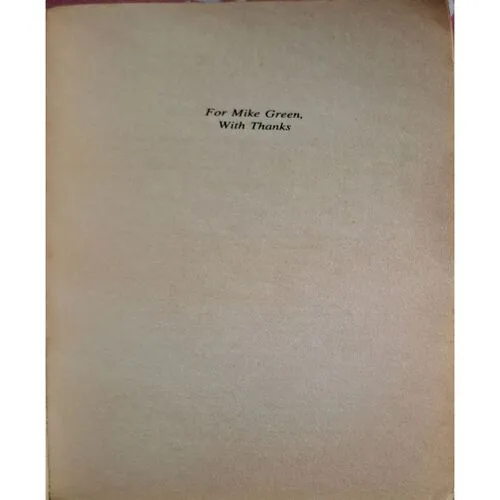 For Mike Green,
With Thanks